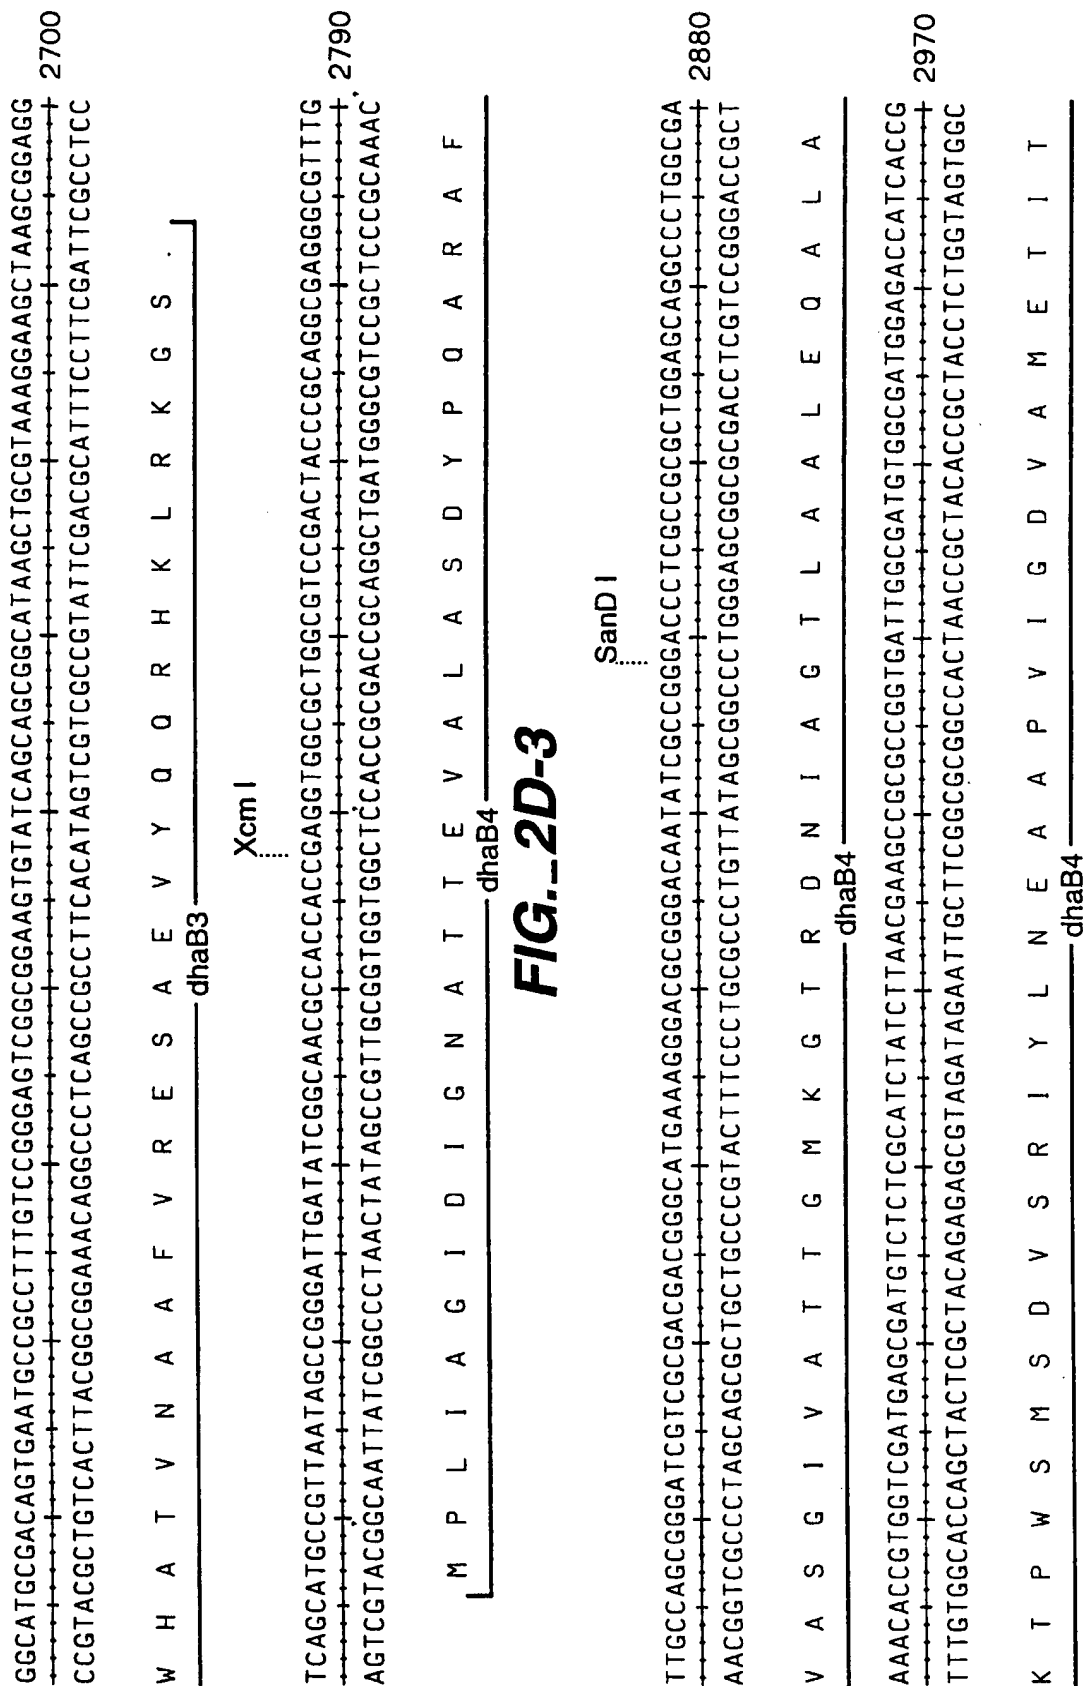 GGCATGCGACAGTGAATGCCGCCTTTGTCCGGGAGTCGGCGGAAGTGTATCAGCAGCGGCATAAGCTGCGTAAAGGAAGCTAAGCGGAGG
2700
CCGTACGCTGTCACTTACGGCGGAAACAGGCCCTCAGCCGCCTTCACATAGTCGTCGCCGTATTCGACGCATTTCCTTCGATTCGCCTCC
W H A T V N A A F V R E S A E V Y Q Q R H K L R K G S .
dhaB3
Xcm I
TCAGCATGCCGTTAATAGCCGGGATTGATATCGGCAACGCCACCACCGAGGTGGCGCTGGCGTCCGACTACCCGCAGGCGAGGGCGTTTG
2790
AGTCGTACGGCAATTATCGGCCCTAACTATAGCCGTTGCGGTGGTGGCTCCACCGCGACCGCAGGCTGATGGGCGTCCGCTCCCGCAAAC
M P L I A G I D I G N A T T E V A L A S D Y P Q A R A F
dhaB4
FIG._2D-3
SanD I
TTGCCAGCGGGATCGTCGCGACGACGGGCATGAAAGGGACGCGGGACAATATCGCCGGGACCCTCGCCGCGCTGGAGCAGGCCCTGGCGA
2880
AACGGTCGCCCTAGCAGCGCTGCTGCCCGTACTTTCCCTGCGCCCTGTTATAGCGGCCCTGGGAGCGGCGCGACCTCGTCCGGGACCGCT
V A S G I V A T T G M K G T R D N I A G T L A A L E Q A L A
dhaB4
AAACACCGTGGTCGATGAGCGATGTCTCTCGCATCTATCTTAACGAAGCCGCGCCGGTGATTGGCGATGTGGCGATGGAGACCATCACCG
2970
TTTGTGGCACCAGCTACTCGCTACAGAGAGCGTAGATAGAATTGCTTCGGCGCGGCCACTAACCGCTACACCGCTACCTCTGGTAGTGGC
K T P W S M S D V S R I Y L N E A A P V I G D V A M E T I T
dhaB4